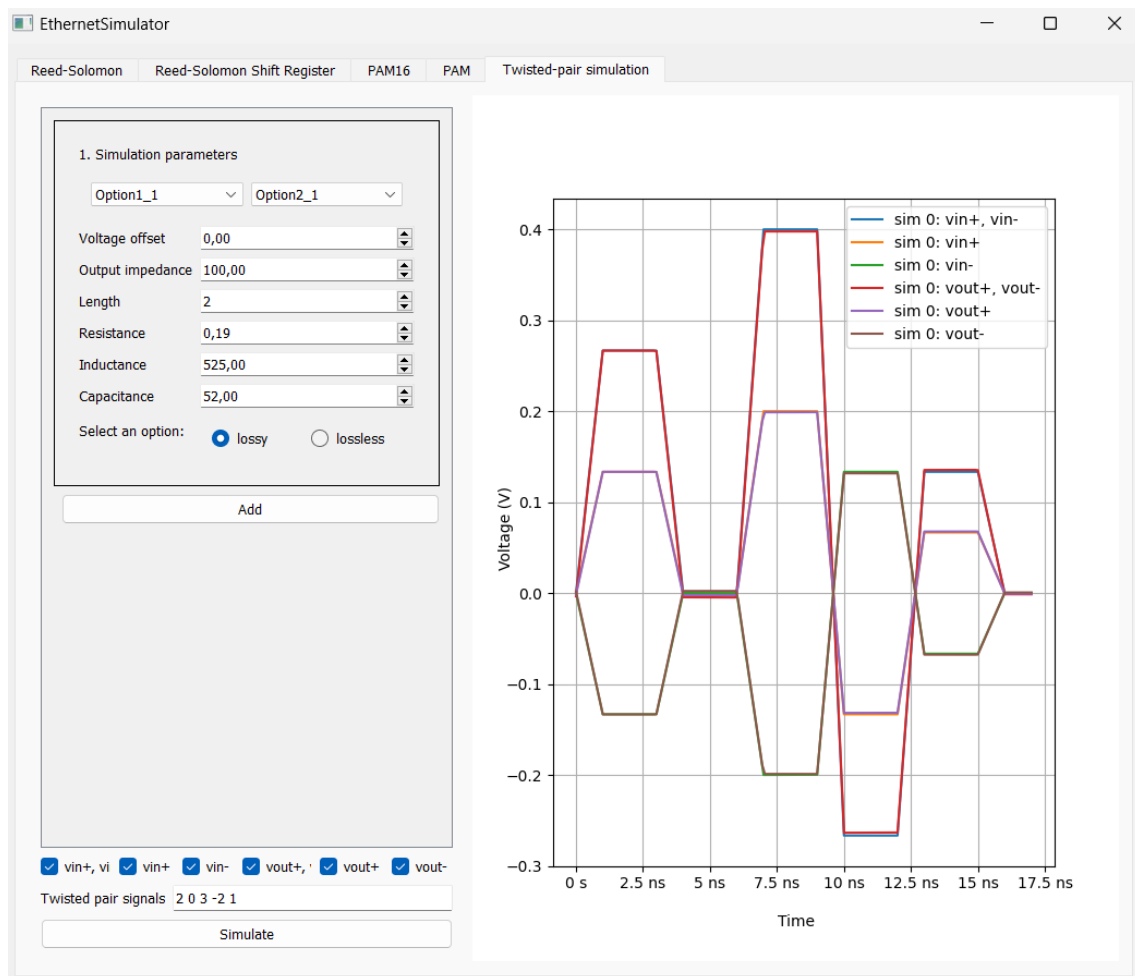 EthernetSimulator
Reed-Solomon Reed-Solomon Shift Register PAM16 PAM Twisted-pair simulation
1. Simulation parameters
Option1_1 Option2_1
Voltage offset 0,00
Output impedance 100,00
Length 2
Resistance 0,19
Inductance 525,00
Capacitance 52,00
Select an option: lossy lossless
Add
vin+, vi vin+ vin- vout+, ' vout+ vout-
Twisted pair signals 2 0 3 -2 1
Simulate
sim 0: vin+, vin-
sim 0: vin+
sim 0: vin-
sim 0: vout+, vout-
sim 0: vout+
sim 0: vout-
Voltage (V)
0.4
0.3
0.2
0.1
0.0
−0.1
−0.2
−0.3
0 s 2.5 ns 5 ns 7.5 ns 10 ns 12.5 ns 15 ns 17.5 ns
Time